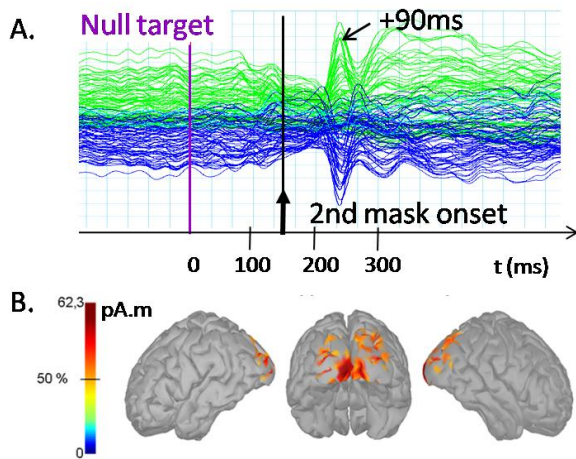 A.
Null target
+90ms
2nd mask onset
0 100 200 300 t (ms)
B.
62,3
pA.m
50 %
0